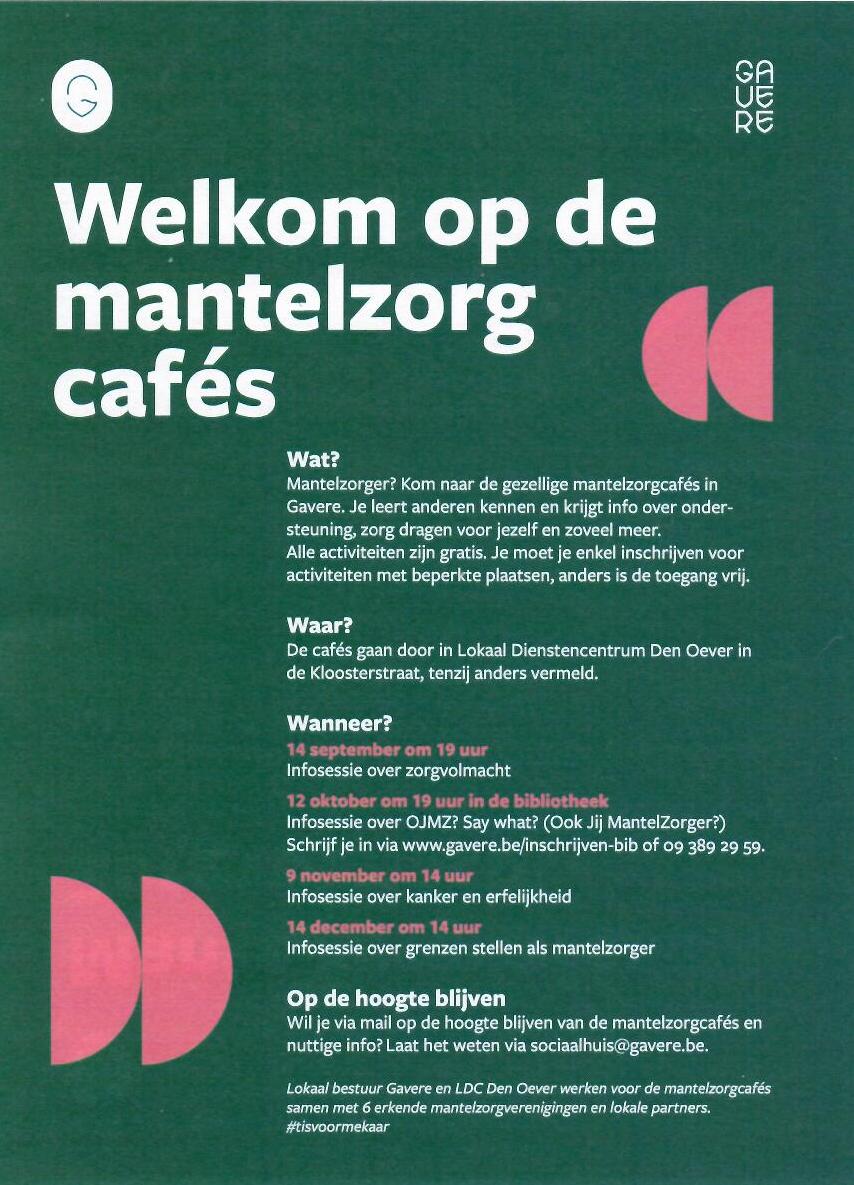 G
GA
VE
RE
Welkom op de
mantelzorg
cafés
Wat?
Mantelzorger? Kom naar de gezellige mantelzorgcafés in
Gavere. Je leert anderen kennen en krijgt info over onder-
steuning, zorg dragen voor jezelf en zoveel meer.
Alle activiteiten zijn gratis. Je moet je enkel inschrijven voor
activiteiten met beperkte plaatsen, anders is de toegang vrij.
Waar?
De cafés gaan door in Lokaal Dienstencentrum Den Oever in
de Kloosterstraat, tenzij anders vermeld.
Wanneer?
14 september om 19 uur
Infosessie over zorgvolmacht
12 oktober om 19 uur in de bibliotheek
Infosessie over OJMZ? Say what? (Ook Jij MantelZorger?)
Schrijf je in via www.gavere.be/inschrijven-bib of 09 389 29 59.
9 november om 14 uur
Infosessie over kanker en erfelijkheid
14 december om 14 uur
Infosessie over grenzen stellen als mantelzorger
Op de hoogte blijven
Wil je via mail op de hoogte blijven van de mantelzorgcafés en
nuttige info? Laat het weten via sociaalhuis@gavere.be.
Lokaal bestuur Gavere en LDC Den Oever werken voor de mantelzorgcafés
samen met 6 erkende mantelzorgverenigingen en lokale partners.
#tisvoormekaar